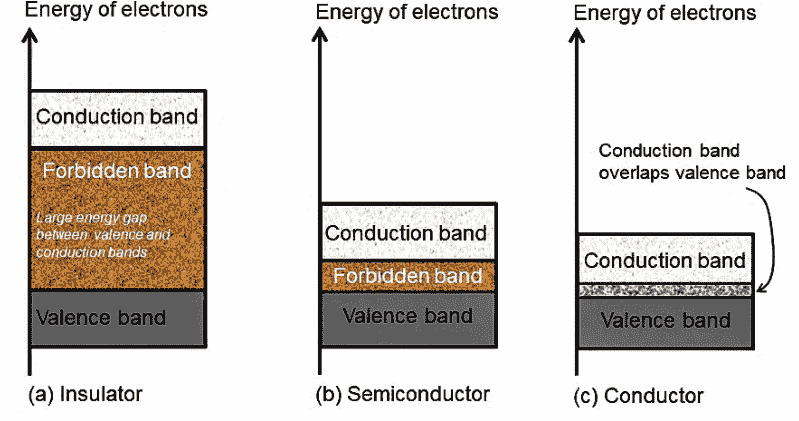 Energy of electrons
Conduction band
Forbidden band
Large energy gap
between valence and
conduction bands
Valence band
(a) Insulator
Energy of electrons
Conduction band
Forbidden band
Valence band
(b) Semiconductor
Energy of electrons
Conduction band
overlaps valence band
Conduction band
Valence band
(c) Conductor